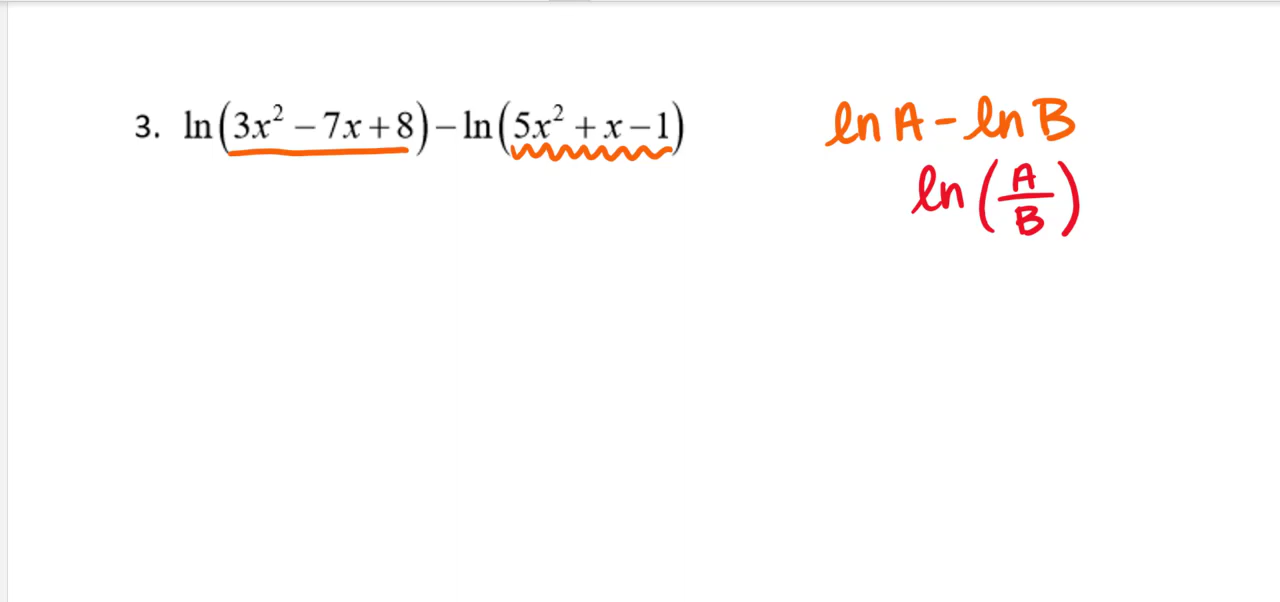 3. ln(3x² − 7x + 8) − ln(5x² + x − 1)
ln A − ln B
ln(A/B)